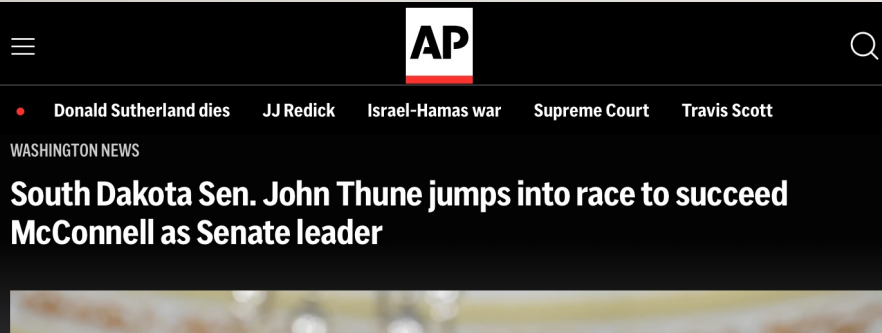 AP
Donald Sutherland dies JJ Redick Israel-Hamas war Supreme Court Travis Scott
WASHINGTON NEWS
South Dakota Sen. John Thune jumps into race to succeed
McConnell as Senate leader